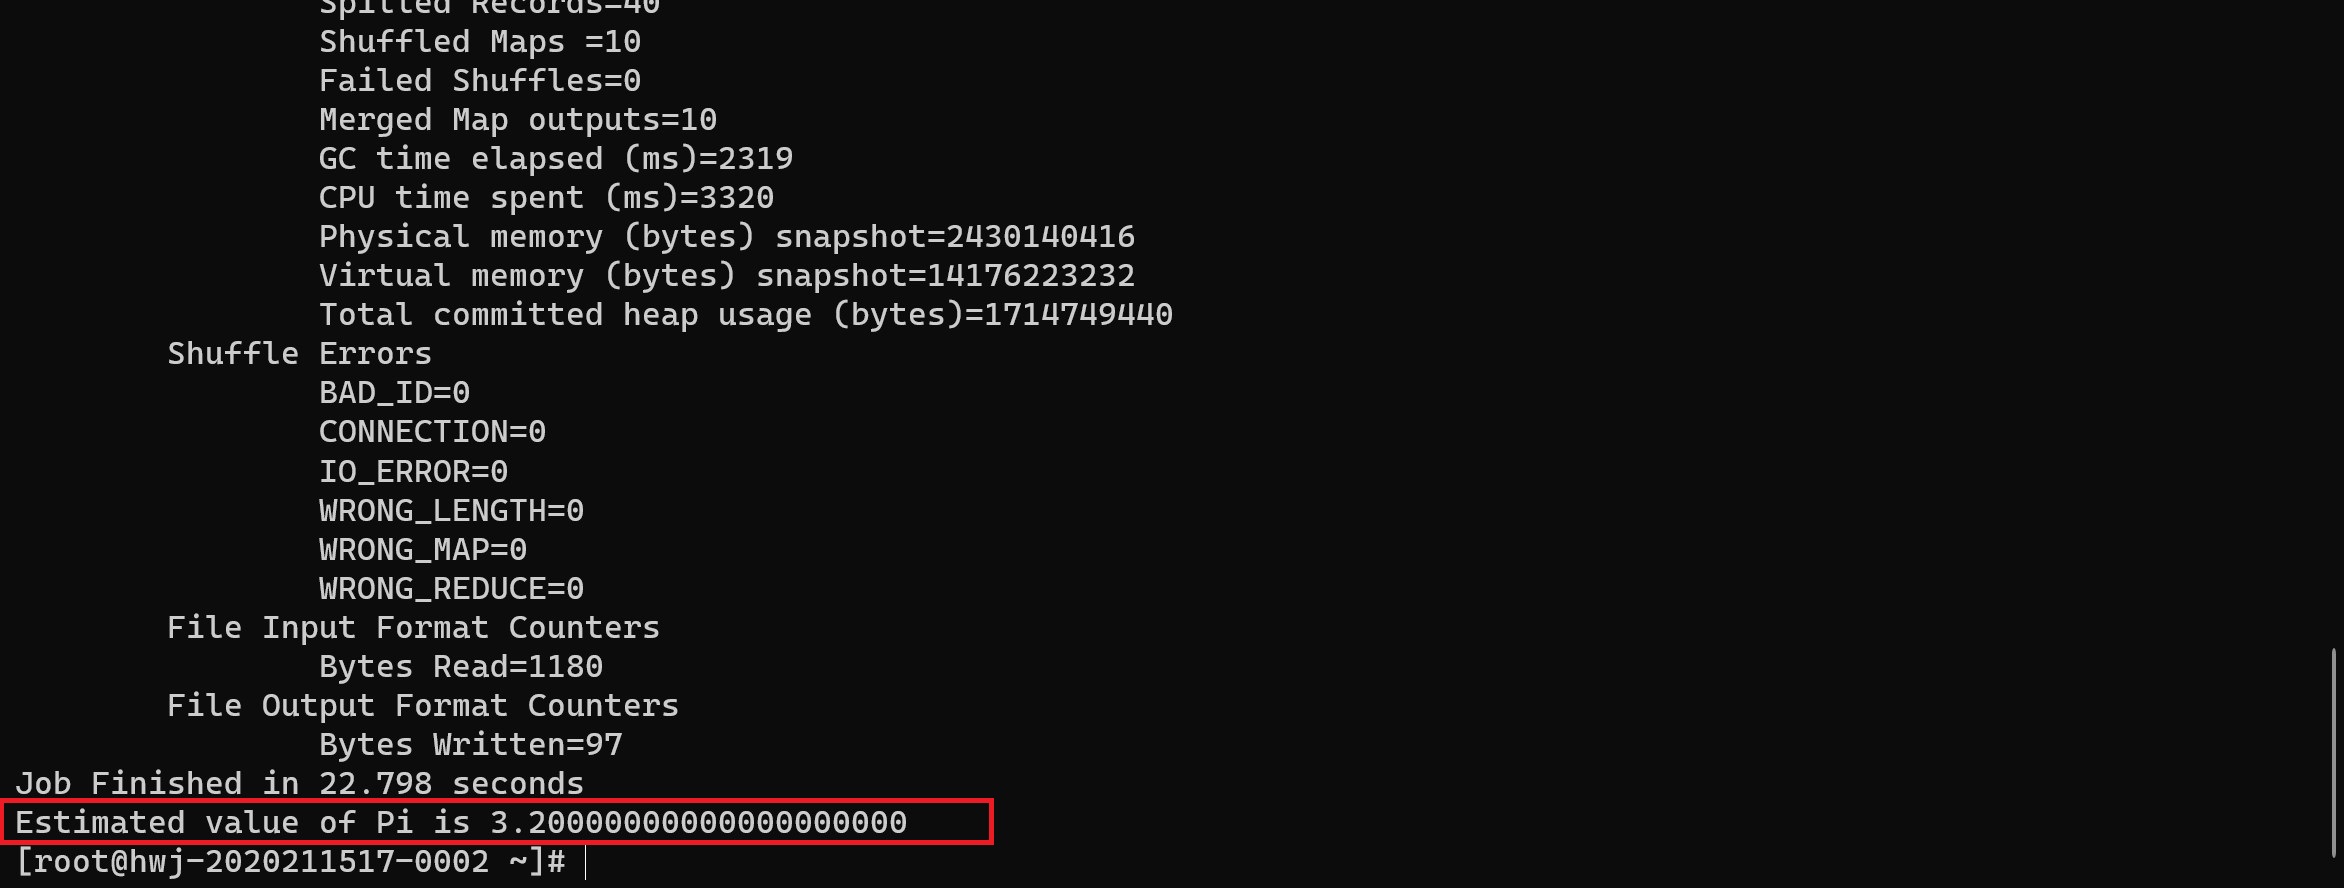 Spilled Records=40
Shuffled Maps =10
Failed Shuffles=0
Merged Map outputs=10
GC time elapsed (ms)=2319
CPU time spent (ms)=3320
Physical memory (bytes) snapshot=2430140416
Virtual memory (bytes) snapshot=14176223232
Total committed heap usage (bytes)=1714749440
Shuffle Errors
BAD_ID=0
CONNECTION=0
IO_ERROR=0
WRONG_LENGTH=0
WRONG_MAP=0
WRONG_REDUCE=0
File Input Format Counters
Bytes Read=1180
File Output Format Counters
Bytes Written=97
Job Finished in 22.798 seconds
Estimated value of Pi is 3.20000000000000000000
[root@hwj-2020211517-0002 ~]#